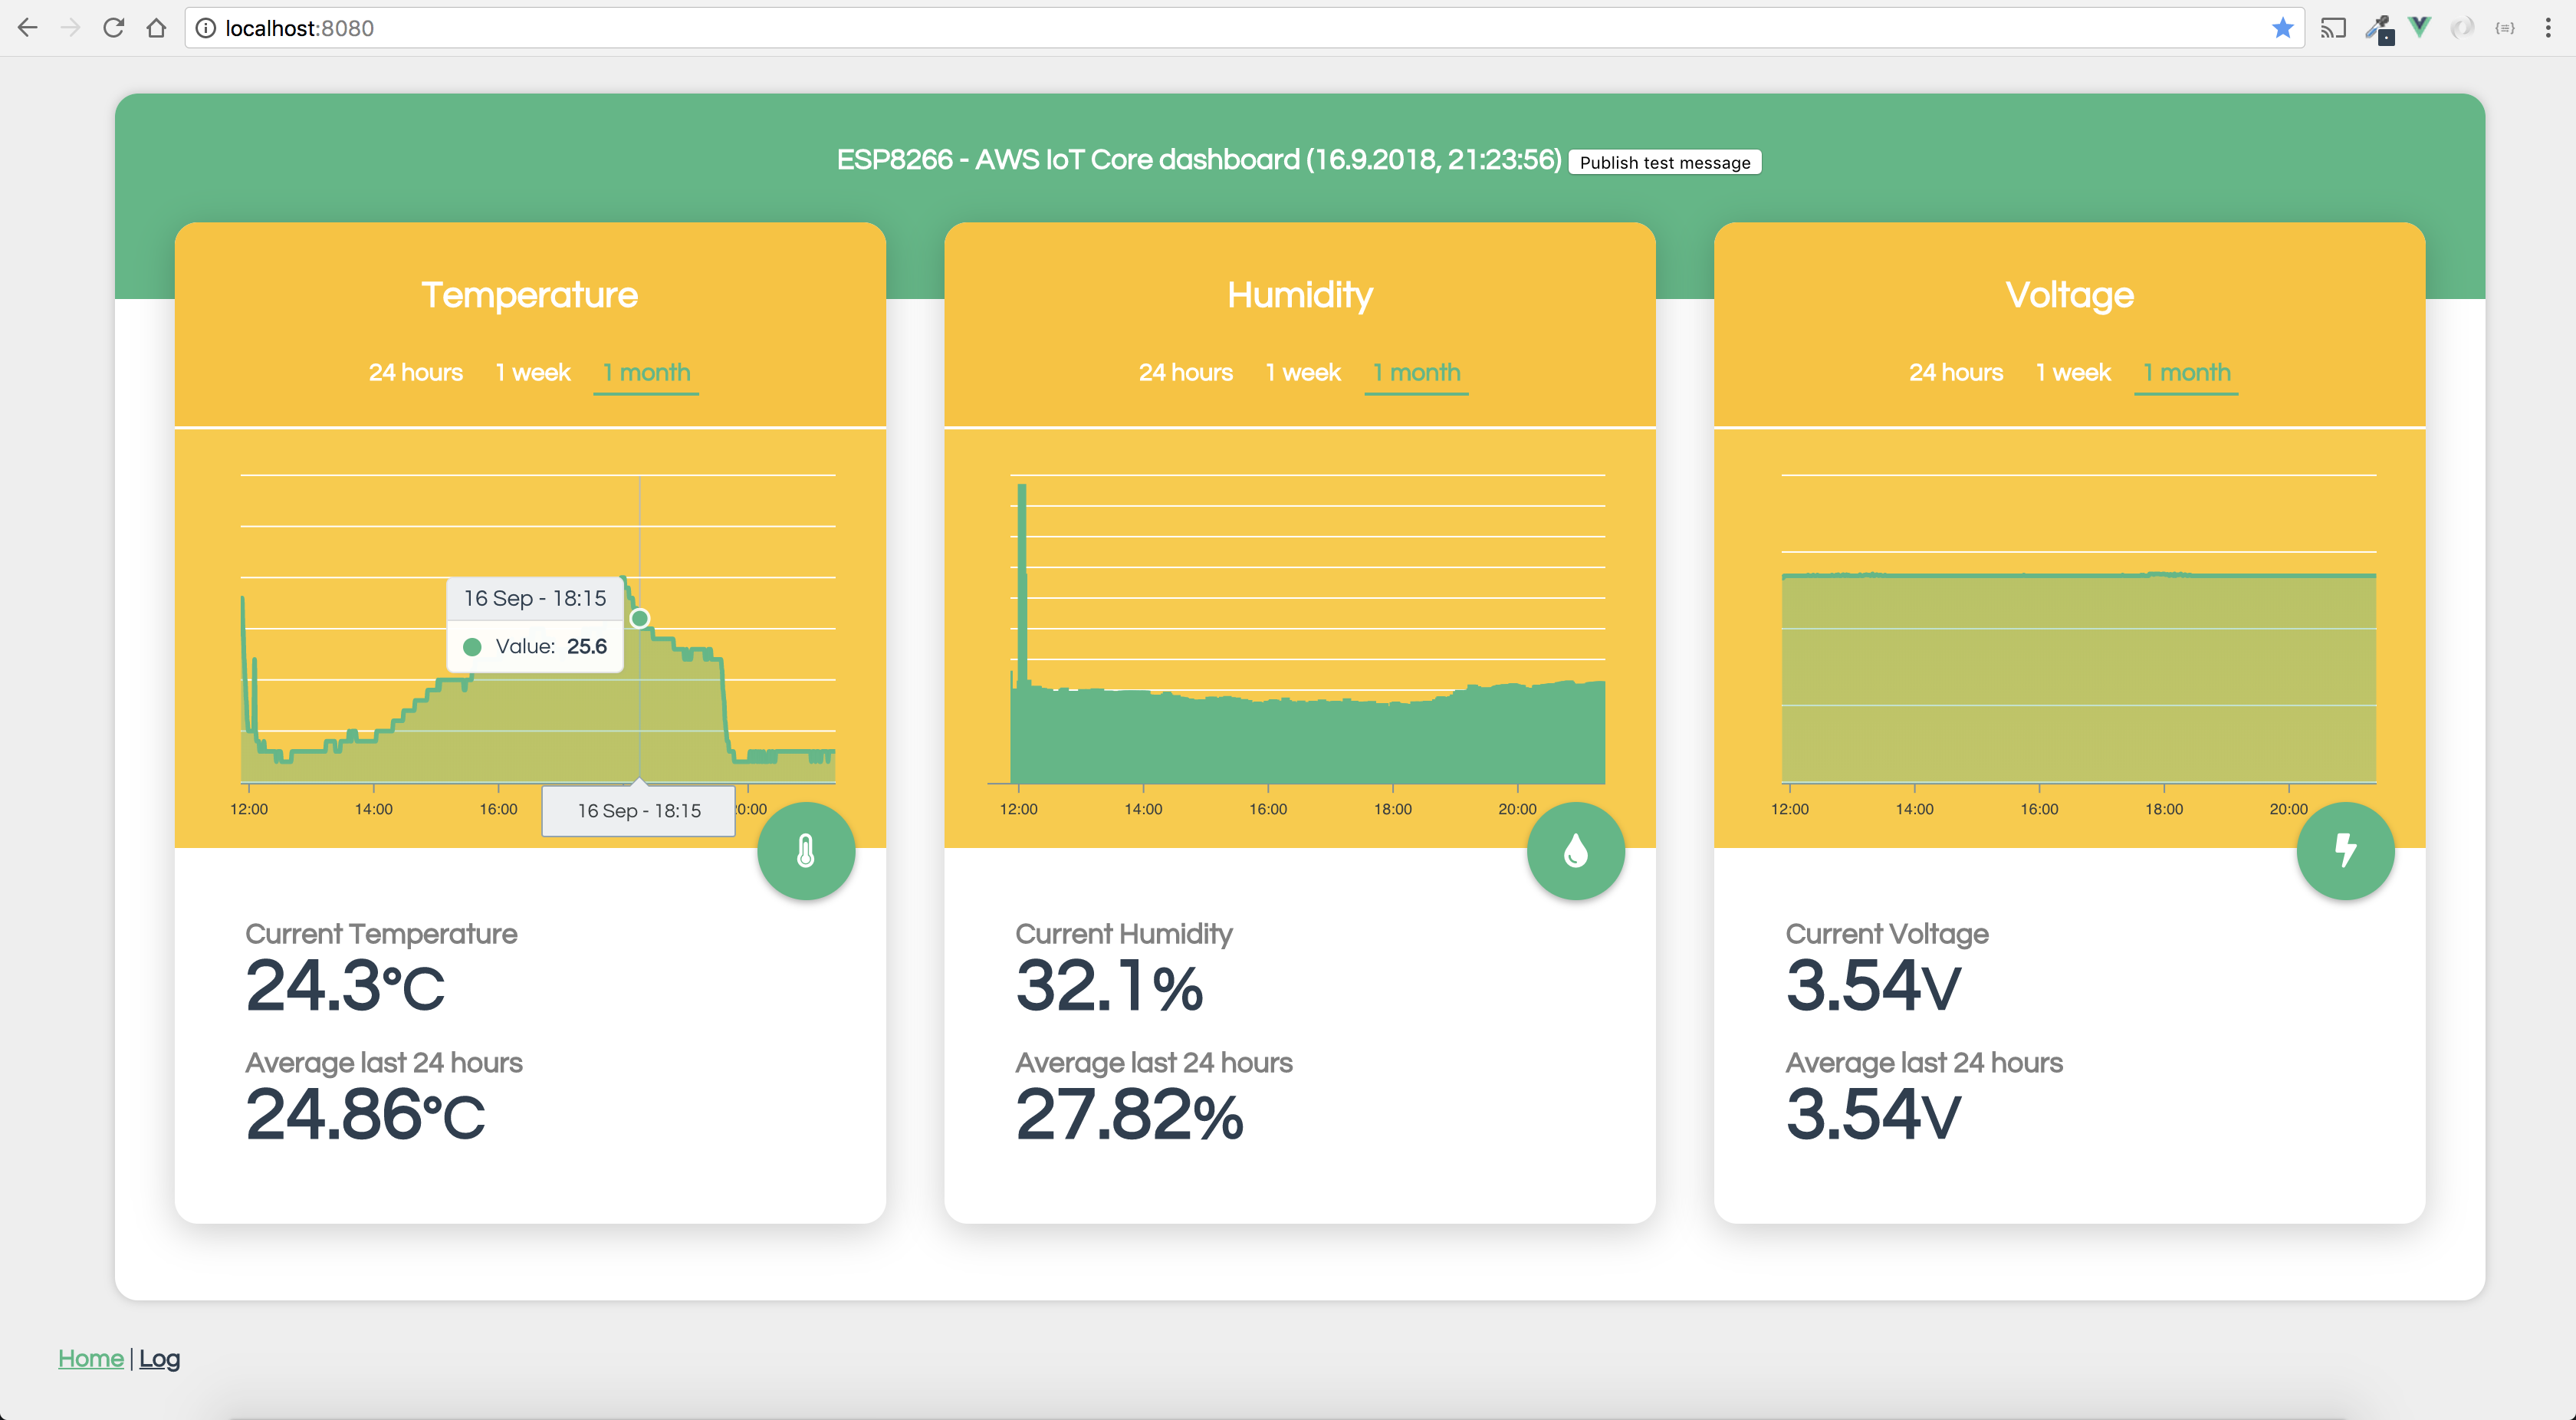 localhost:8080
ESP8266 - AWS IoT Core dashboard (16.9.2018, 21:23:56) Publish test message
Temperature
24 hours 1 week 1 month
16 Sep - 18:15
Value: 25.6
12:00 14:00 16:00
16 Sep - 18:15
Current Temperature
24.3°C
Average last 24 hours
24.86°C
Humidity
24 hours 1 week 1 month
12:00 14:00 16:00 18:00 20:00
Current Humidity
32.1%
Average last 24 hours
27.82%
Voltage
24 hours 1 week 1 month
12:00 14:00 16:00 18:00 20:00
Current Voltage
3.54V
Average last 24 hours
3.54V
Home | Log